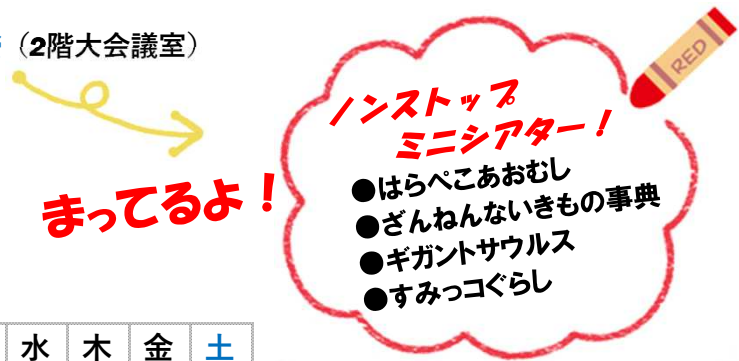 （2階大会議室）
RED
ノンストップ
ミニシアター！
●はらぺこあおむし
●ざんねんないきもの事典
●ギガントサウルス
●すみっコぐらし
まってるよ！
水 木 金 土